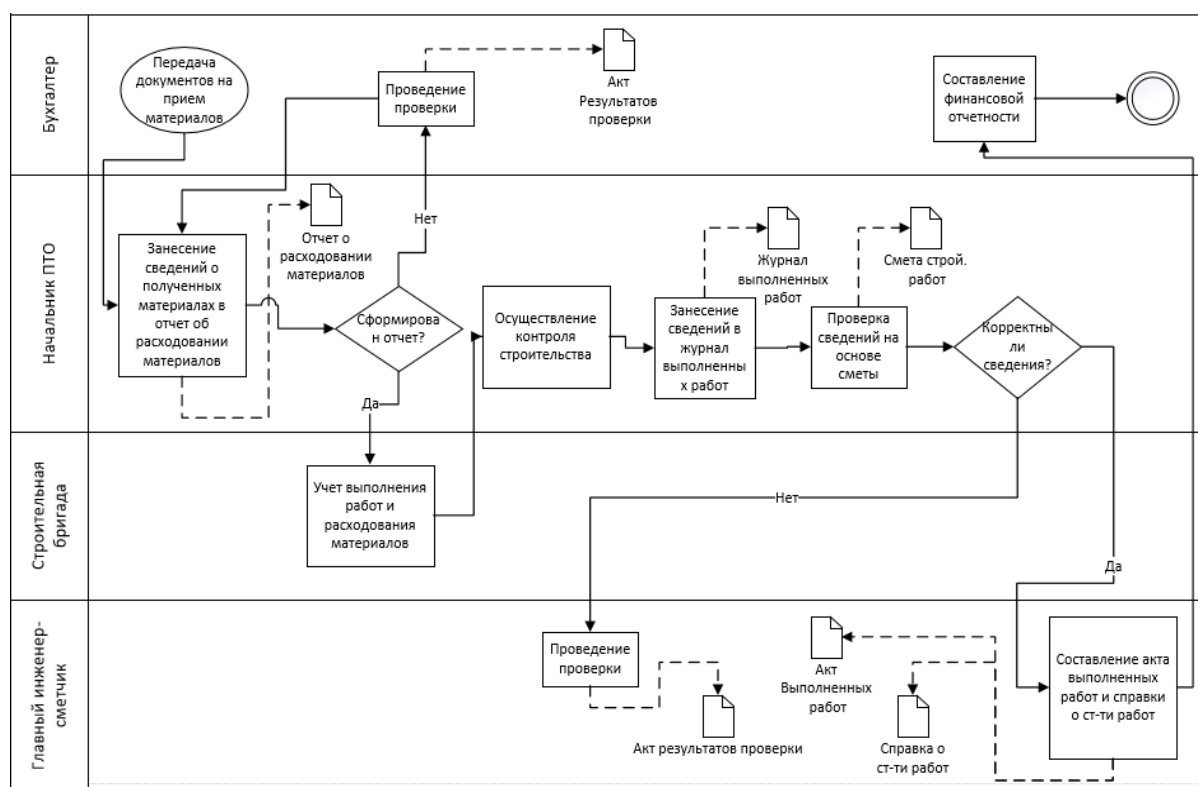 Бухгалтер
Передача
документов на
прием
материалов
Проведение
проверки
Акт
Результатов
проверки
Составление
финансовой
отчетности
Начальник ПТО
Занесение
сведений о
полученных
материалах в
отчет об
расходовании
материалов
Отчет о
расходовании
материалов
Нет
Сформирова
н отчет?
Да
Осуществление
контроля
строительства
Занесение
сведений в
журнал
выполненны
х работ
Журнал
выполненных
работ
Проверка
сведений на
основе
сметы
Смета строй.
работ
Корректны
ли
сведения?
Строительная
бригада
Учет выполнения
работ и
расходования
материалов
Нет
Да
Главный инженер-
сметчик
Проведение
проверки
Акт результатов проверки
Акт
Выполненных
работ
Справка о
ст-ти работ
Составление акта
выполненных
работ и справки
о ст-ти работ